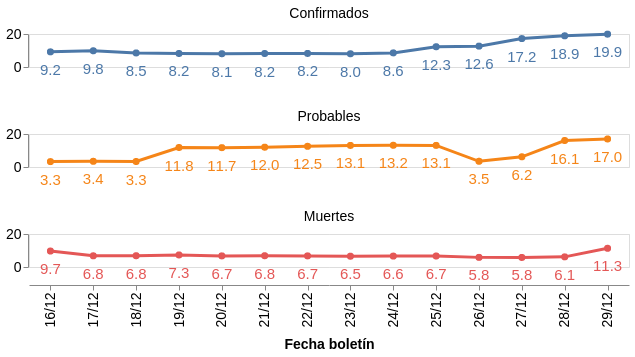 Confirmados
20
0
9.2 9.8 8.5 8.2 8.1 8.2 8.2 8.0 8.6 12.3 12.6 17.2 18.9 19.9
Probables
20
0
3.3 3.4 3.3 11.8 11.7 12.0 12.5 13.1 13.2 13.1 3.5 6.2 16.1 17.0
Muertes
20
0
9.7 6.8 6.8 7.3 6.7 6.8 6.7 6.5 6.6 6.7 5.8 5.8 6.1 11.3
16/12 17/12 18/12 19/12 20/12 21/12 22/12 23/12 24/12 25/12 26/12 27/12 28/12 29/12
Fecha boletín